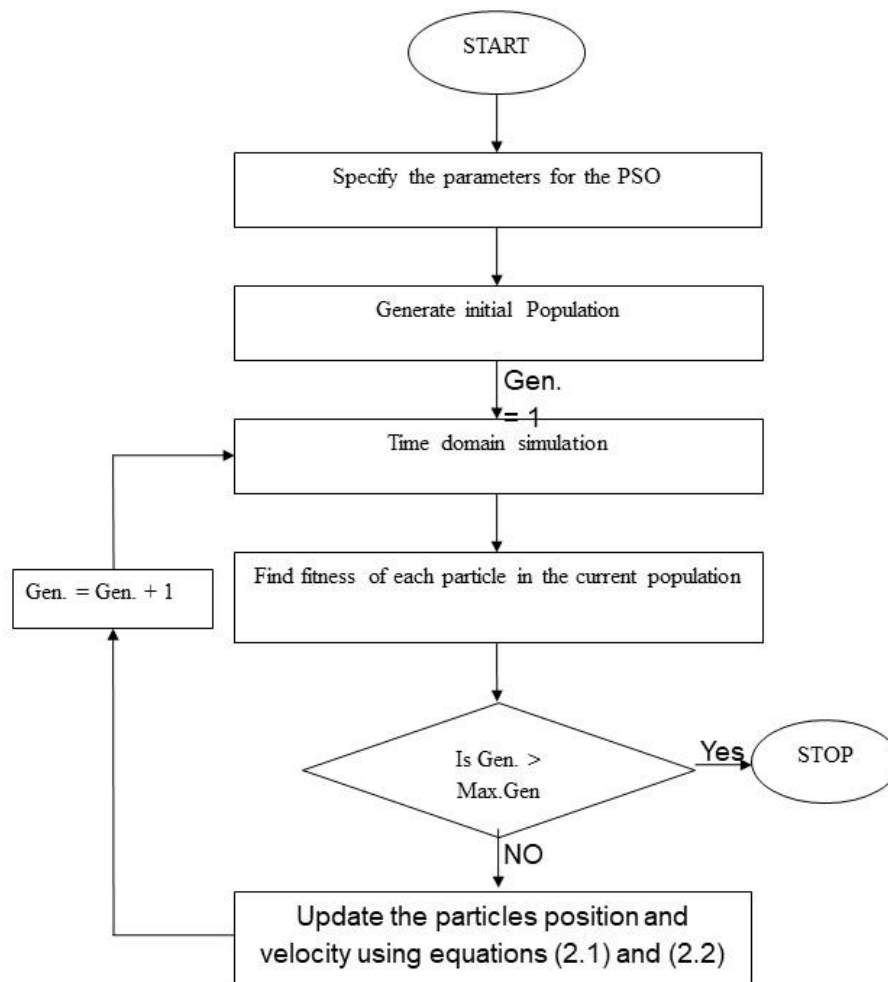 START
Specify the parameters for the PSO
Generate initial Population
Gen.
= 1
Time domain simulation
Find fitness of each particle in the current population
Gen. = Gen. + 1
Is Gen. >
Max.Gen
Yes
STOP
NO
Update the particles position and
velocity using equations (2.1) and (2.2)